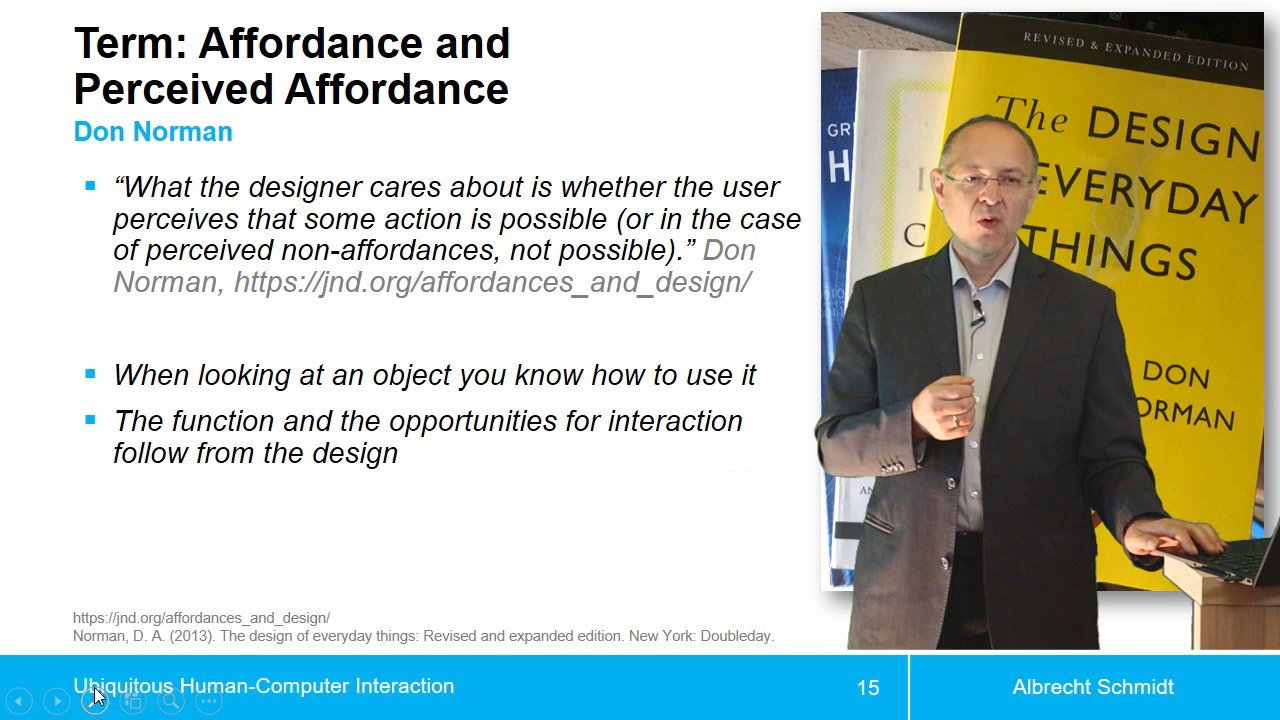 Term: Affordance and
Perceived Affordance
Don Norman
“What the designer cares about is whether the user
perceives that some action is possible (or in the case
of perceived non-affordances, not possible).” Don
Norman, https://jnd.org/affordances_and_design/
When looking at an object you know how to use it
The function and the opportunities for interaction
follow from the design
https://jnd.org/affordances_and_design/
Norman, D. A. (2013). The design of everyday things: Revised and expanded edition. New York: Doubleday.
REVISED & EXPANDED EDITION
The DESIGN
EVERYDAY
THINGS
DON
ORMAN
GR
H
AN
Ubiquitous Human-Computer Interaction
15
Albrecht Schmidt